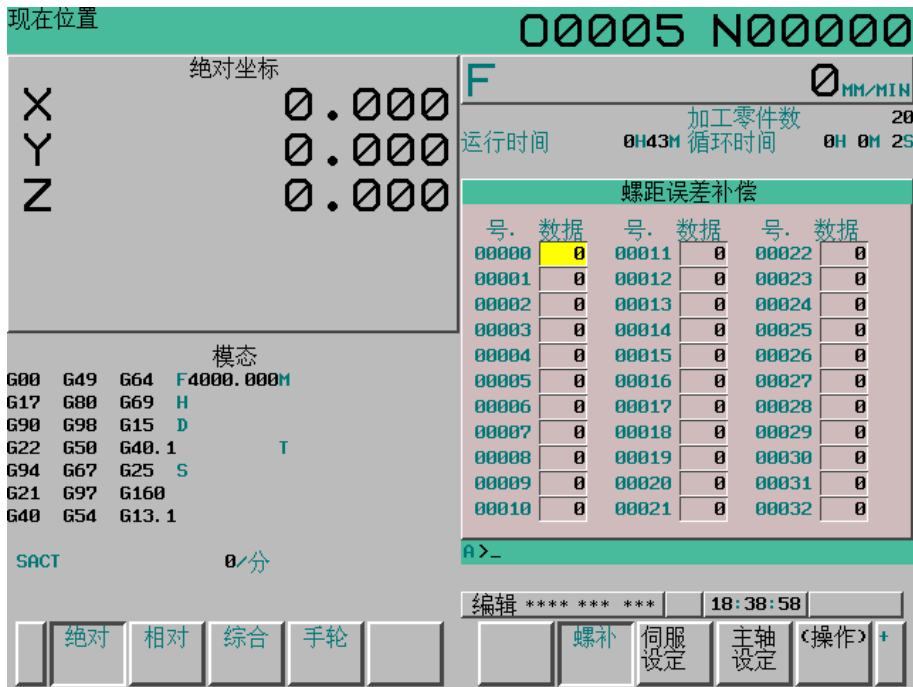 现在位置
O0005 N00000
绝对坐标
X 0.000
Y 0.000
Z 0.000
F 0 MM/MIN
加工零件数 20
运行时间 0H43M 循环时间 0H 0M 2S
螺距误差补偿
号. 数据 号. 数据 号. 数据
00000 0 00011 0 00022 0
00001 0 00012 0 00023 0
00002 0 00013 0 00024 0
00003 0 00014 0 00025 0
00004 0 00015 0 00026 0
00005 0 00016 0 00027 0
00006 0 00017 0 00028 0
00007 0 00018 0 00029 0
00008 0 00019 0 00030 0
00009 0 00020 0 00031 0
00010 0 00021 0 00032 0
模态
G00 G49 G64 F4000.000M
G17 G80 G69 H
G90 G98 G15 D
G22 G50 G40.1 T
G94 G67 G25 S
G21 G97 G160
G40 G54 G13.1
SACT 0/分
A>_
编辑 **** *** *** 18:38:58
绝对 相对 综合 手轮
螺补 伺服设定 主轴设定 (操作) +